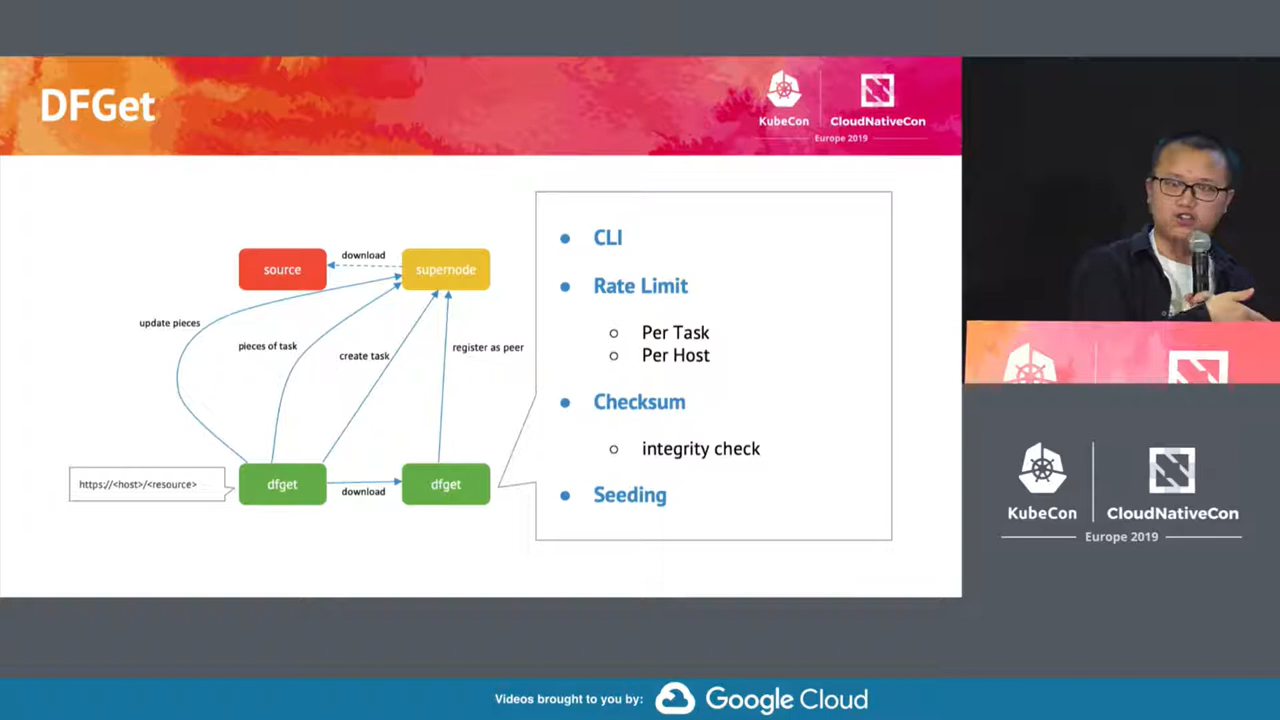 DFGet
KubeCon
CloudNativeCon
Europe 2019
source
download
supernode
update pieces
pieces of task
create task
register as peer
https://<host>/<resource>
dfget
download
dfget
CLI
Rate Limit
Per Task
Per Host
Checksum
integrity check
Seeding
KubeCon
CloudNativeCon
Europe 2019
Videos brought to you by:
Google Cloud